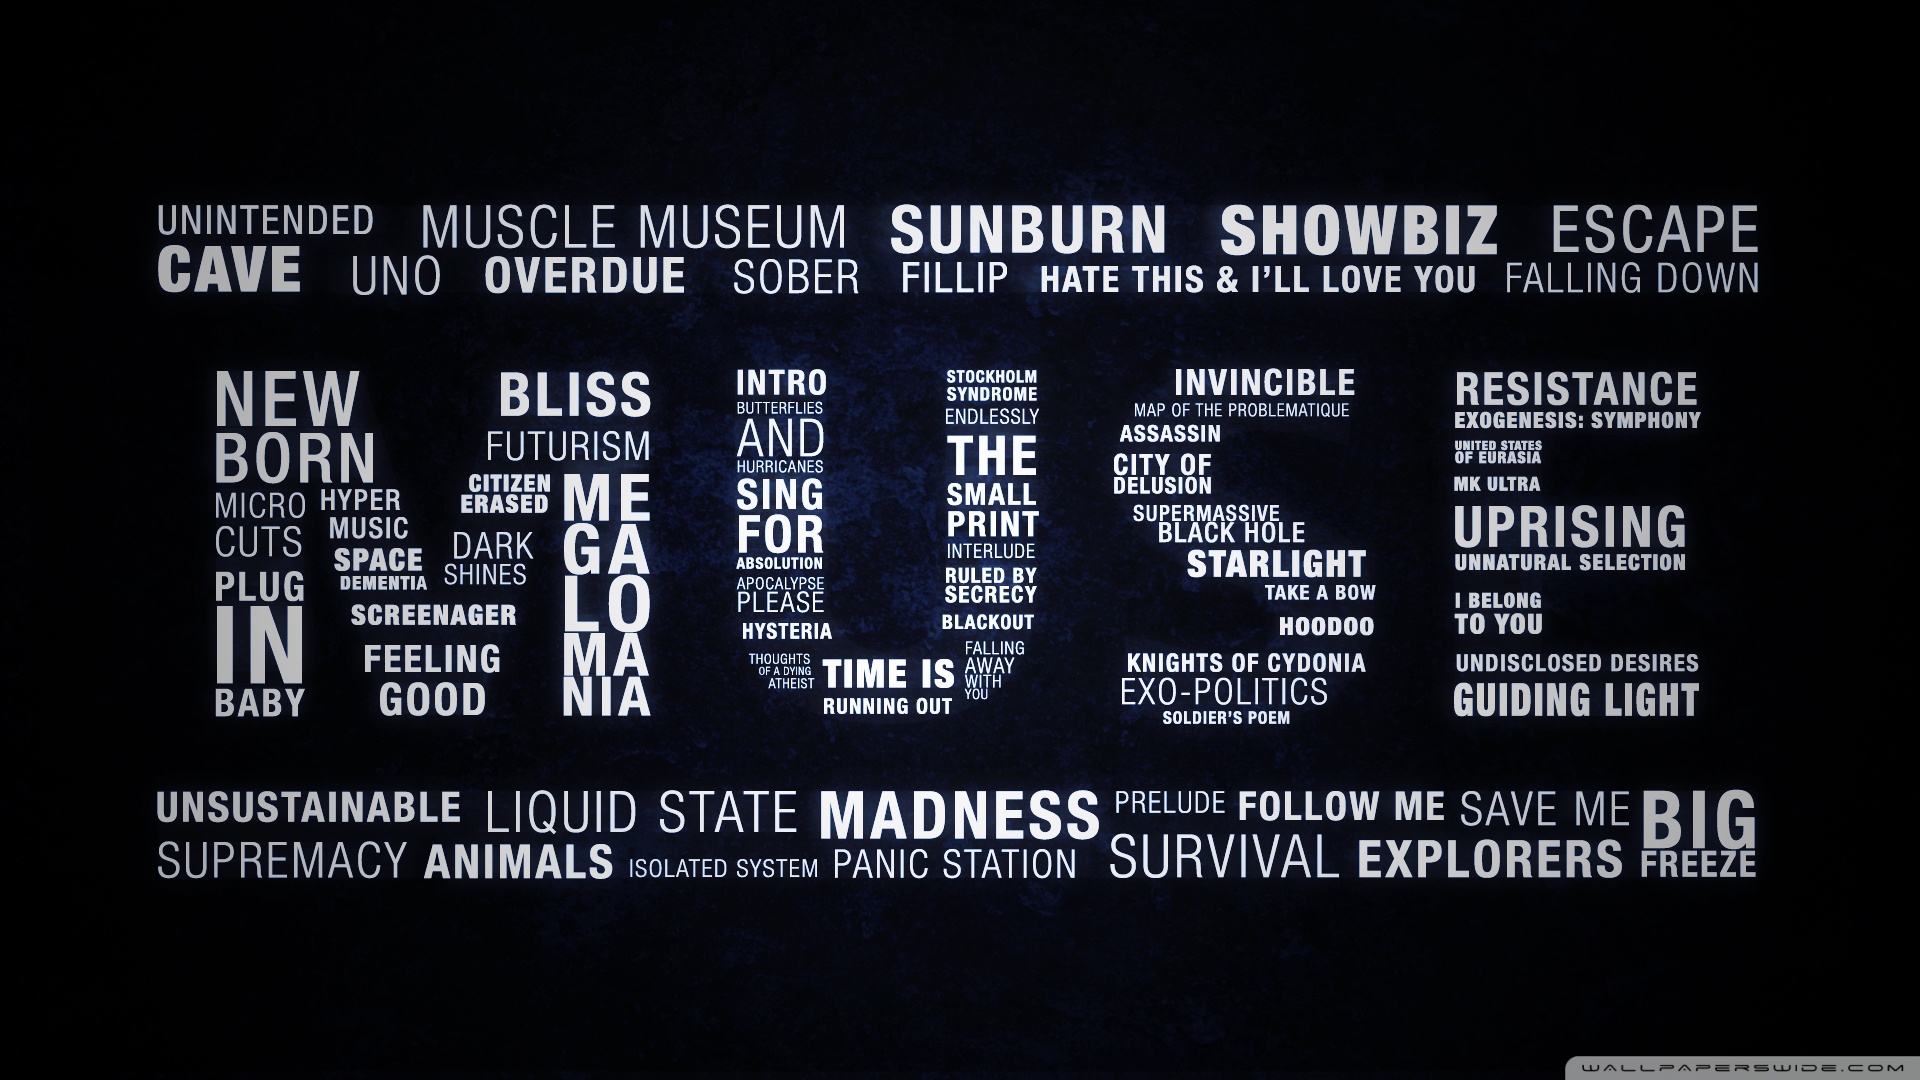 UNINTENDED MUSCLE MUSEUM SUNBURN SHOWBIZ ESCAPE
CAVE UNO OVERDUE SOBER FILLIP HATE THIS & I'LL LOVE YOU FALLING DOWN
NEW
BORN
MICRO
CUTS
PLUG
IN
BABY
HYPER
MUSIC
SPACE
DEMENTIA
SCREENAGER
FEELING
GOOD
BLISS
FUTURISM
CITIZEN
ERASED
DARK
SHINES
ME
GA
LO
MA
NIA
INTRO
BUTTERFLIES
AND
HURRICANES
SING
FOR
ABSOLUTION
APOCALYPSE
PLEASE
HYSTERIA
THOUGHTS
OF A DYING
ATHEIST
TIME IS
RUNNING OUT
STOCKHOLM
SYNDROME
ENDLESSLY
THE
SMALL
PRINT
INTERLUDE
RULED BY
SECRECY
BLACKOUT
FALLING
AWAY
WITH
YOU
INVINCIBLE
MAP OF THE PROBLEMATIQUE
ASSASSIN
CITY OF
DELUSION
SUPERMASSIVE
BLACK HOLE
STARLIGHT
TAKE A BOW
HOODOO
KNIGHTS OF CYDONIA
EXO-POLITICS
SOLDIER'S POEM
RESISTANCE
EXOGENESIS: SYMPHONY
UNITED STATES
OF EURASIA
MK ULTRA
UPRISING
UNNATURAL SELECTION
I BELONG
TO YOU
UNDISCLOSED DESIRES
GUIDING LIGHT
UNSUSTAINABLE LIQUID STATE MADNESS PRELUDE FOLLOW ME SAVE ME BIG
SUPREMACY ANIMALS ISOLATED SYSTEM PANIC STATION SURVIVAL EXPLORERS FREEZE
WALLPAPERSWIDE.COM